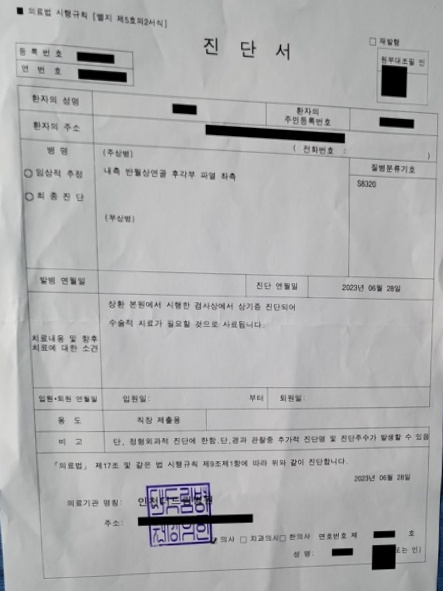 ■ 의료법 시행규칙 [별지 제5호의2서식]
진 단 서
□ 재발행
등 록 번 호
원부대조필 인
연 번 호
환자의 성명
환자의
주민등록번호
환자의 주소
( 전화번호 : )
병 명
(주상병)
질병분류기호
○ 임상적 추정
내측 반월상연골 후각부 파열 좌측
S8320
○ 최 종 진 단
(부상병)
발병 연월일
진단 연월일
2023년 06월 28일
상환 본원에서 시행한 검사상에서 상기증 진단되어
수술적 치료가 필요할 것으로 사료됩니다.
치료내용 및 향후
치료에 대한 소견
입원•퇴원 연월일
입원일:
부터
퇴원일:
용 도
직장 제출용
비 고
단, 정형외과적 진단에 한함.단,경과 관찰중 추가적 진단명 및 진단주수가 발생할 수 있음
「의료법」 제17조 및 같은 법 시행규칙 제9조제1항에 따라 위와 같이 진단합니다.
2023년 06월 28일
의료기관 명칭:
주소:
의사 □ 치과의사 □ 한의사 면호번호 제 호
성 명: 또는 인)